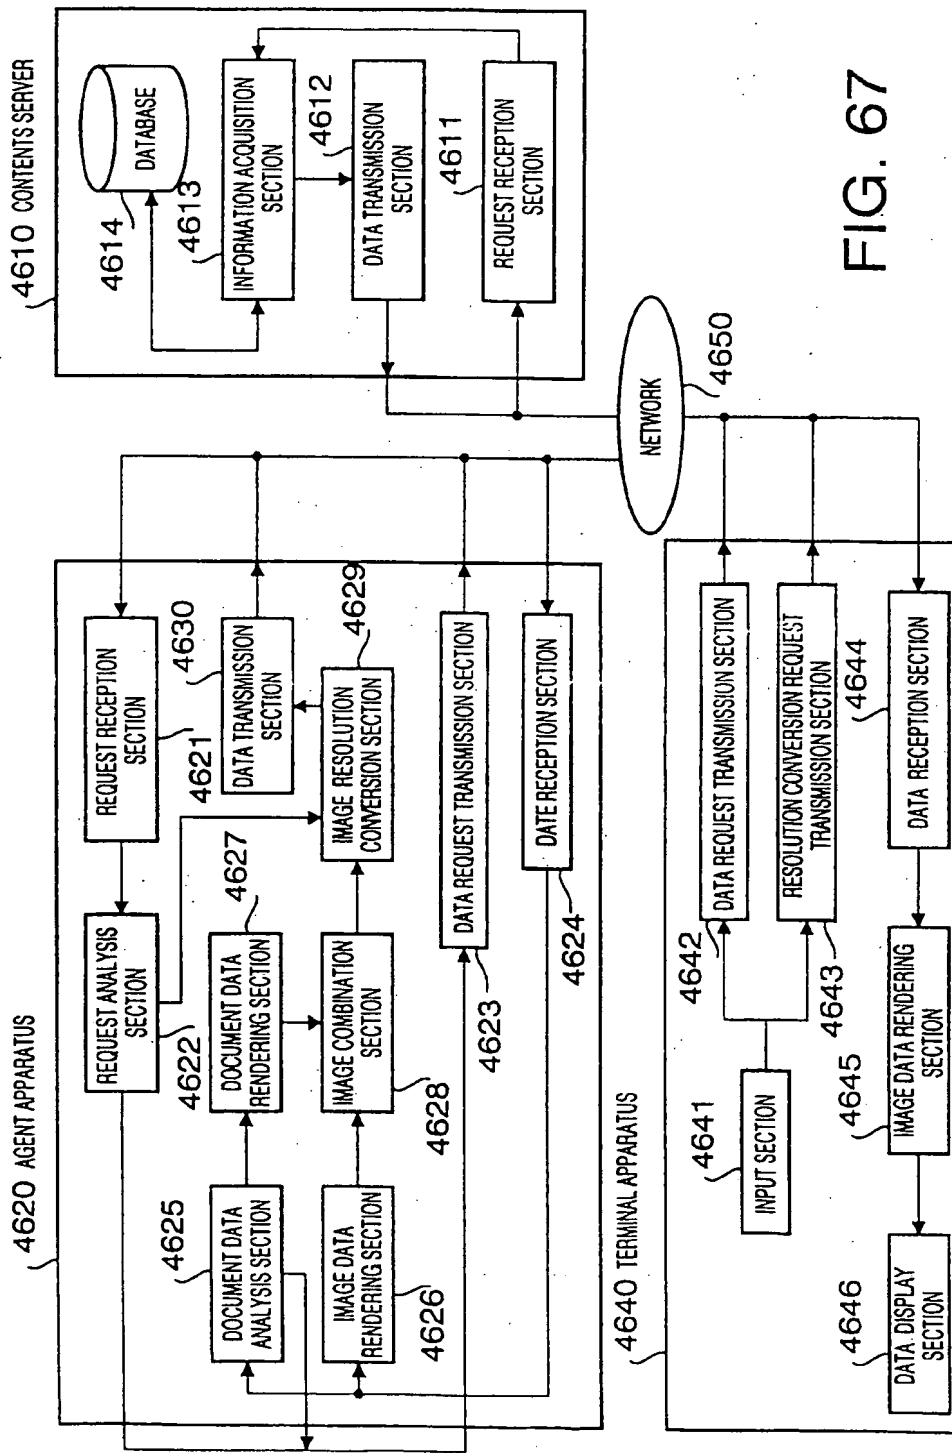 4610 CONTENTS SERVER
DATABASE
4614
4613
INFORMATION ACQUISITION
SECTION
4612
DATA TRANSMISSION
SECTION
4611
REQUEST RECEPTION
SECTION
4620 AGENT APPARATUS
REQUEST ANALYSIS
SECTION
4622
REQUEST RECEPTION
SECTION
4621
4630
DATA TRANSMISSION
SECTION
4625
DOCUMENT DATA
ANALYSIS SECTION
4627
DOCUMENT DATA
RENDERING SECTION
4629
IMAGE RESOLUTION
CONVERSION SECTION
IMAGE DATA
RENDERING SECTION
4626
IMAGE COMBINATION
SECTION
4628
DATA REQUEST TRANSMISSION SECTION
4623
DATE RECEPTION SECTION
4624
NETWORK
4650
4640 TERMINAL APPARATUS
4641
INPUT SECTION
4642
DATA REQUEST TRANSMISSION SECTION
RESOLUTION CONVERSION REQUEST
TRANSMISSION SECTION
4643
4644
DATA RECEPTION SECTION
4645
IMAGE DATA RENDERING
SECTION
4646
DATA DISPLAY
SECTION
FIG. 67